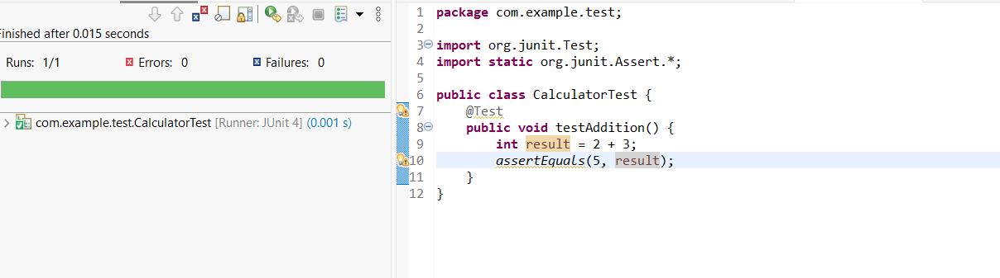 Finished after 0.015 seconds
Runs: 1/1 Errors: 0 Failures: 0
com.example.test.CalculatorTest [Runner: JUnit 4] (0.001 s)
1 package com.example.test;
2
3 import org.junit.Test;
4 import static org.junit.Assert.*;
5
6 public class CalculatorTest {
7 @Test
8 public void testAddition() {
9 int result = 2 + 3;
10 assertEquals(5, result);
11 }
12 }